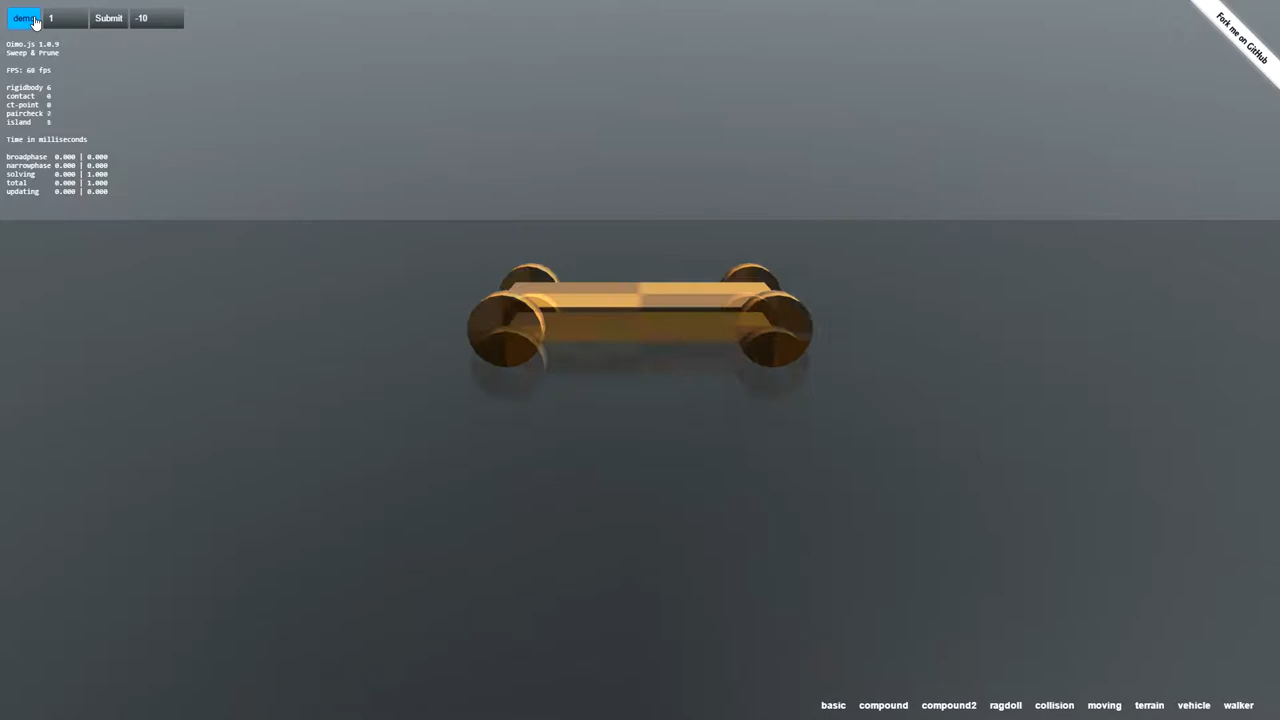 demo 1 Submit -10
Oimo.js 1.0.9
Sweep & Prune
FPS: 60 fps
rigidbody 6
contact 0
ct-point 0
paircheck 2
island
Time in milliseconds
broadphase 0.000 | 0.000
narrowphase 0.000 | 0.000
solving 0.000 | 1.000
total 0.000 | 1.000
updating 0.000 | 0.000
Fork me on GitHub
basic compound compound2 ragdoll collision moving terrain vehicle walker